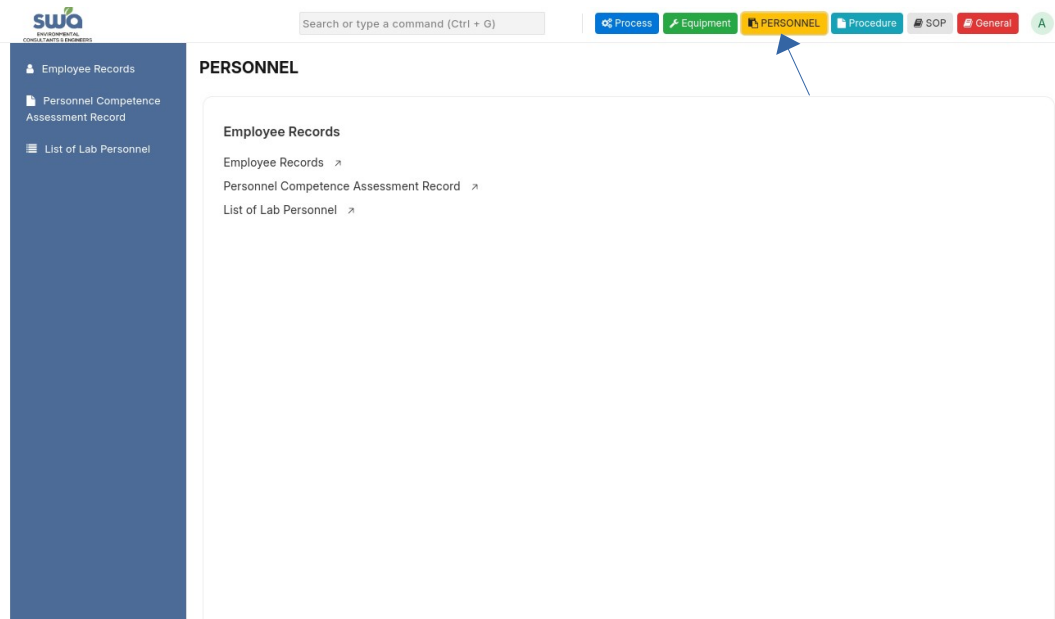 swa
ENVIRONMENTAL
CONSULTANTS & ENGINEERS
Search or type a command (Ctrl + G)
Process
Equipment
PERSONNEL
Procedure
SOP
General
A
Employee Records
Personnel Competence
Assessment Record
List of Lab Personnel
PERSONNEL
Employee Records
Employee Records
Personnel Competence Assessment Record
List of Lab Personnel